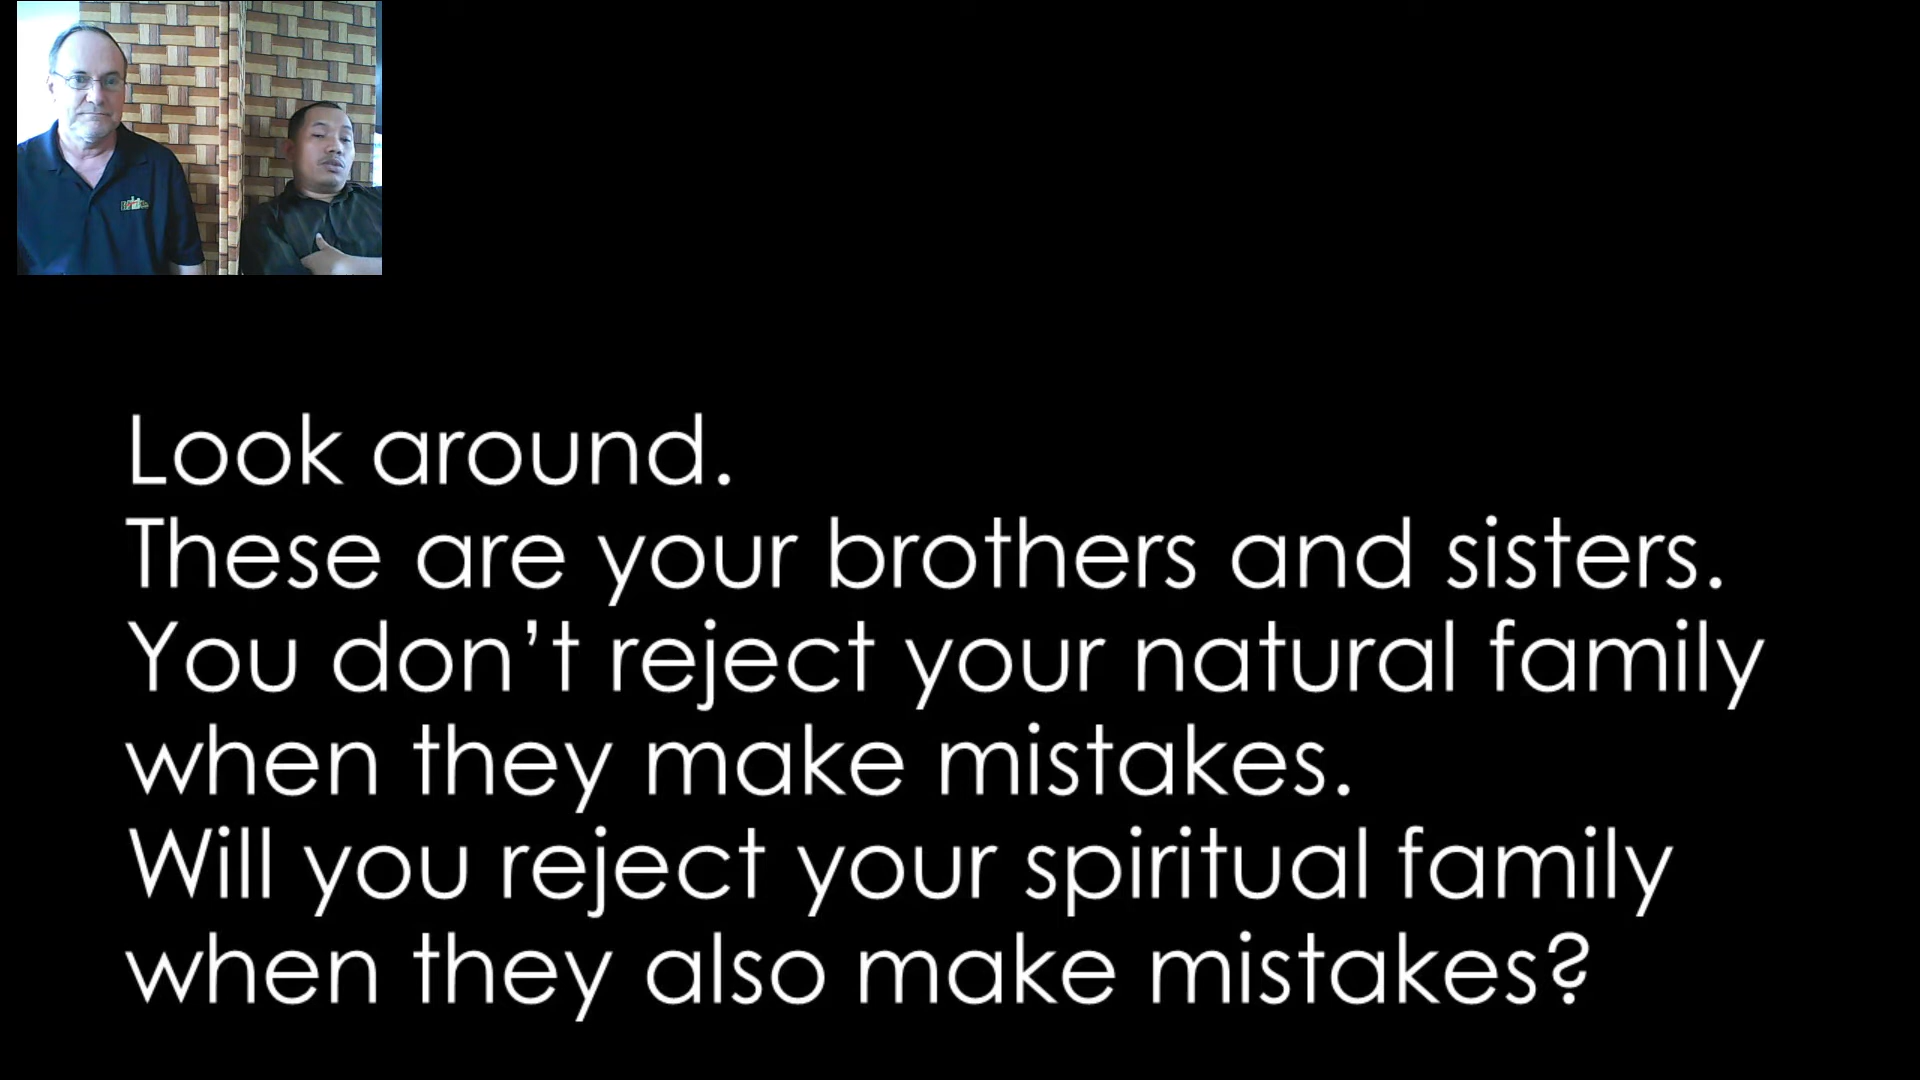 Look around.
These are your brothers and sisters.
You don’t reject your natural family
when they make mistakes.
Will you reject your spiritual family
when they also make mistakes?